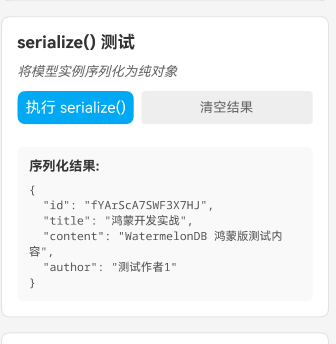 serialize() 测试
将模型实例序列化为纯对象
执行 serialize()
清空结果
序列化结果:
{
  "id": "fYArScA7SWF3X7HJ",
  "title": "鸿蒙开发实战",
  "content": "WatermelonDB 鸿蒙版测试内
容",
  "author": "测试作者1"
}